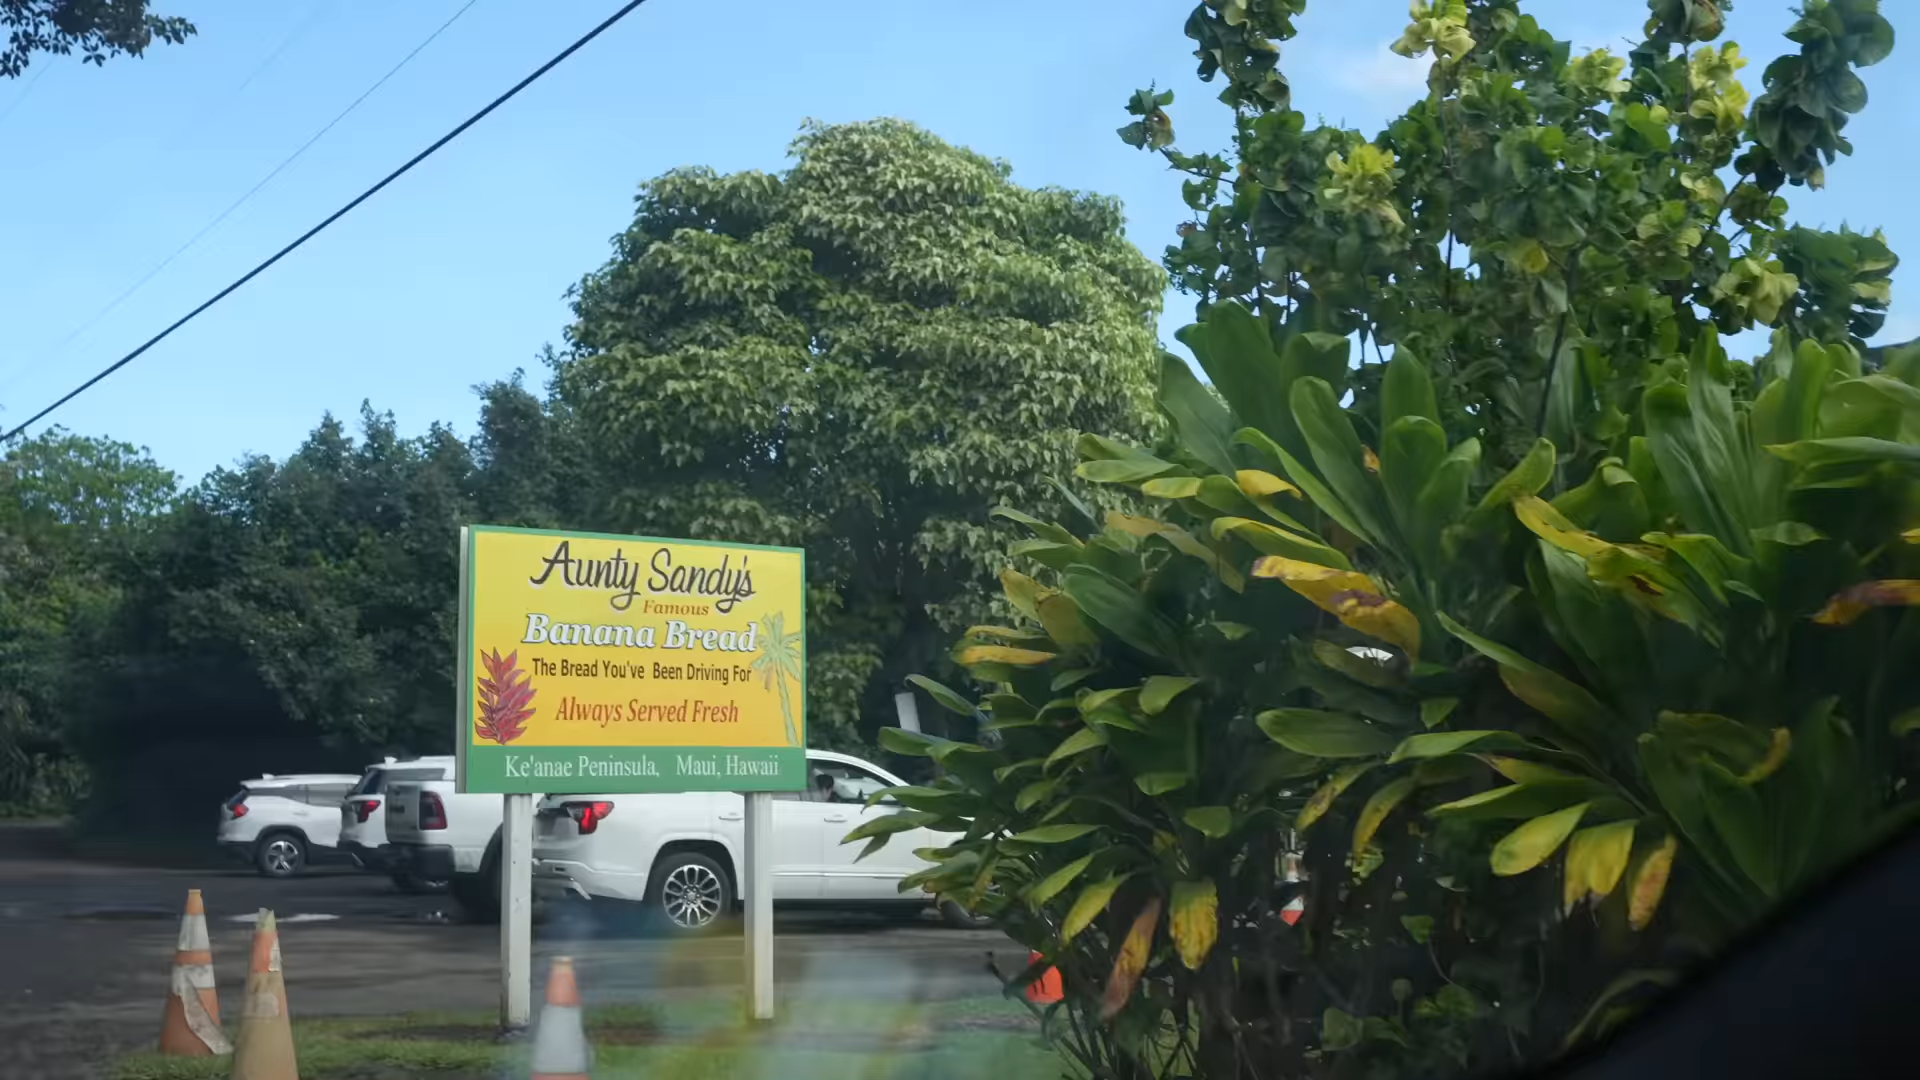 Aunty Sandy's
Famous
Banana Bread
The Bread You've Been Driving For
Always Served Fresh
Ke'anae Peninsula, Maui, Hawaii